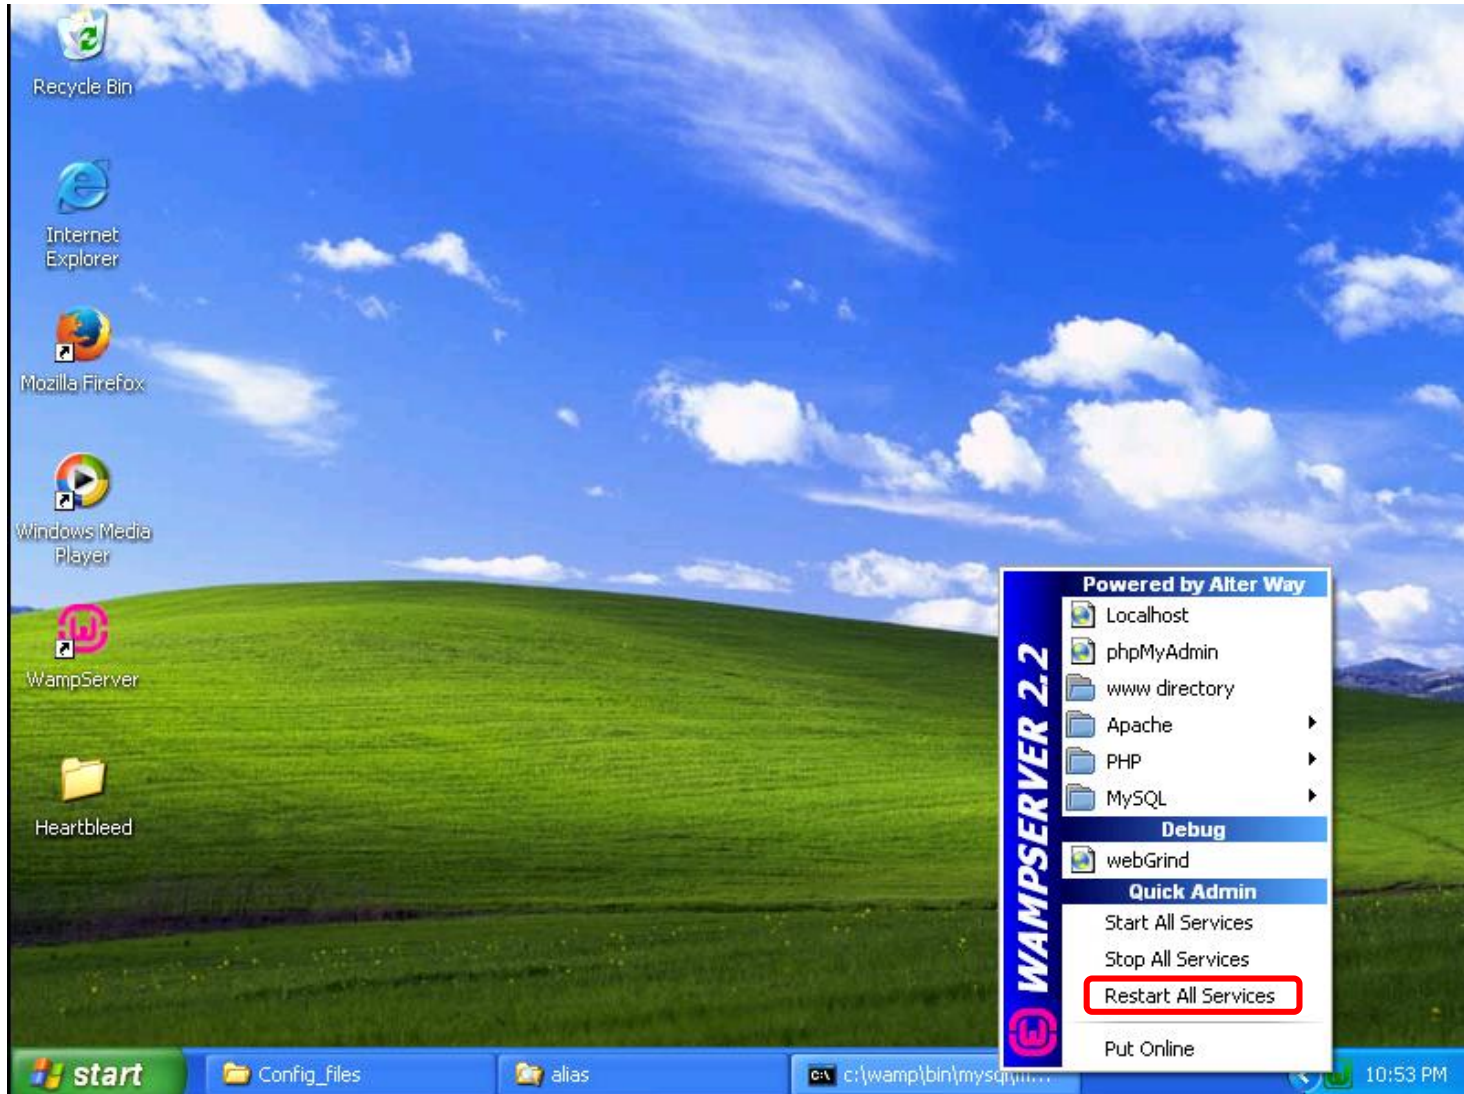 Recycle Bin
Internet
Explorer
Mozilla Firefox
Windows Media
Player
WampServer
Heartbleed
WAMPSERVER 2.2
Powered by Alter Way
Localhost
phpMyAdmin
www directory
Apache
PHP
MySQL
Debug
webGrind
Quick Admin
Start All Services
Stop All Services
Restart All Services
Put Online
start
Config_files
alias
c:\wamp\bin\mysql\m...
10:53 PM